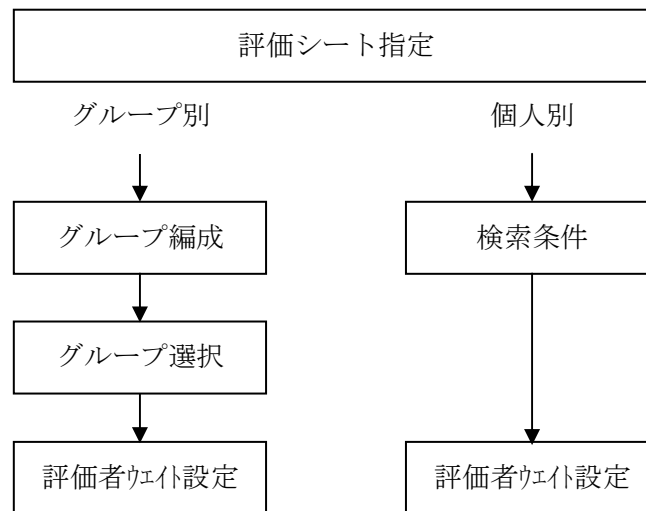 評価シート指定
グループ別
個人別
グループ編成
検索条件
グループ選択
評価者ｳｴｲﾄ設定
評価者ｳｴｲﾄ設定